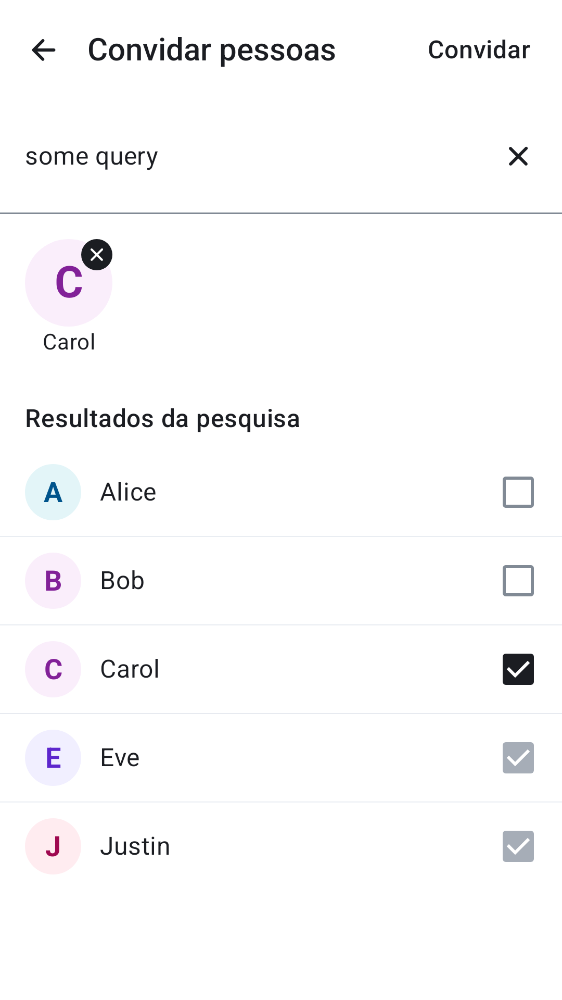 Convidar pessoas
Convidar
some query
C
Carol
Resultados da pesquisa
A Alice
B Bob
C Carol
E Eve
J Justin